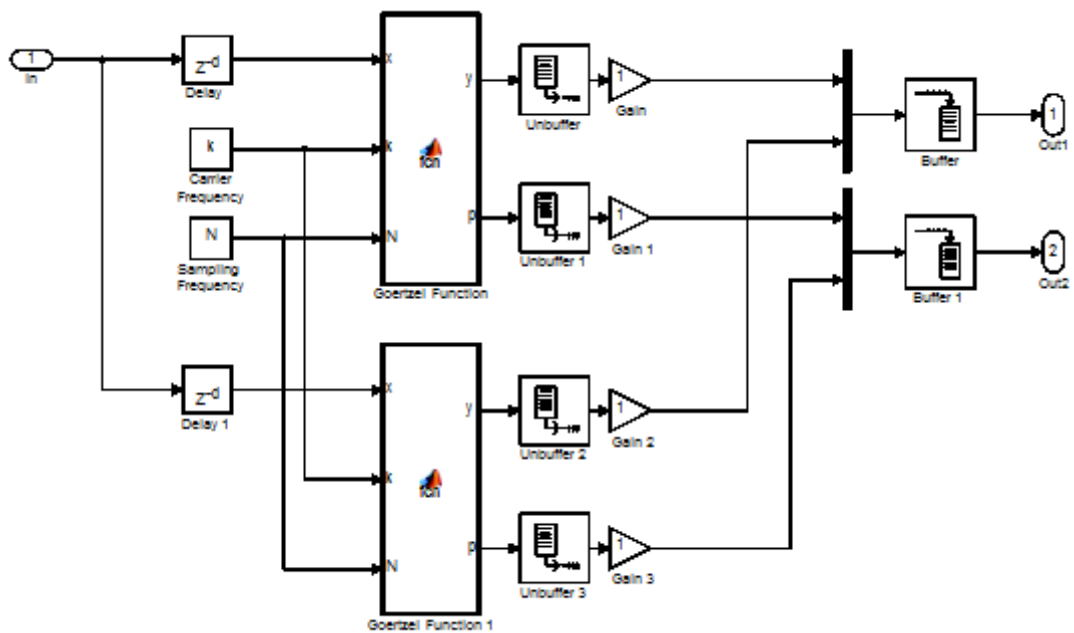 1
In
Z-d
Delay
k
Carrier
Frequency
N
Sampling
Frequency
x
k
N
fcn
y
p
Goertzel Function
Unbuffer
1
Gain
Unbuffer 1
1
Gain 1
Buffer
1
Out1
Buffer 1
2
Out2
Z-d
Delay 1
x
k
N
fcn
y
p
Goertzel Function 1
Unbuffer 2
1
Gain 2
Unbuffer 3
1
Gain 3